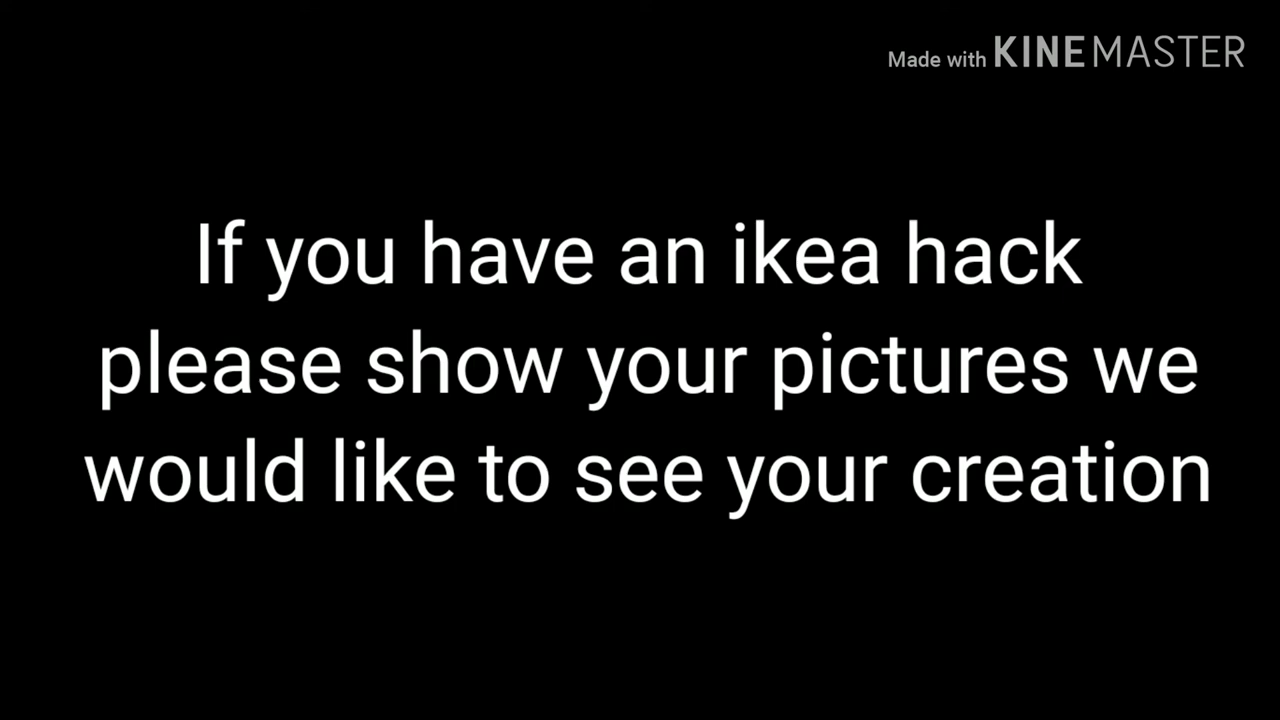 Made with KINEMASTER
If you have an ikea hack
please show your pictures we
would like to see your creation